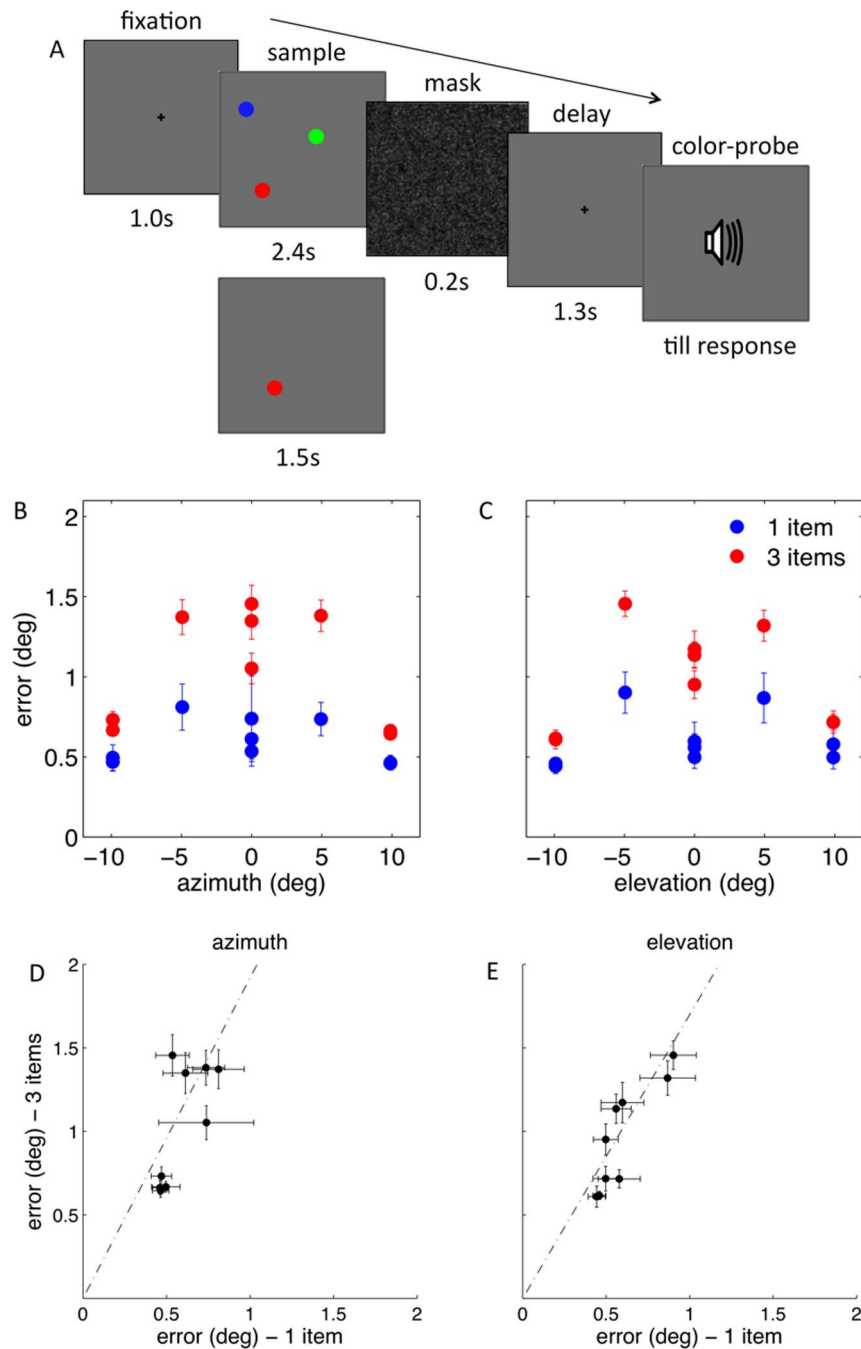 A
fixation
sample
mask
delay
color-probe
1.0s
2.4s
0.2s
1.3s
till response
1.5s
B
error (deg)
2
1.5
1
0.5
0
−10 −5 0 5 10
azimuth (deg)
C
1 item
3 items
−10 −5 0 5 10
elevation (deg)
D
azimuth
error (deg) − 3 items
2
1.5
1
0.5
0 0.5 1 1.5 2
error (deg) − 1 item
E
elevation
0 0.5 1 1.5 2
error (deg) − 1 item